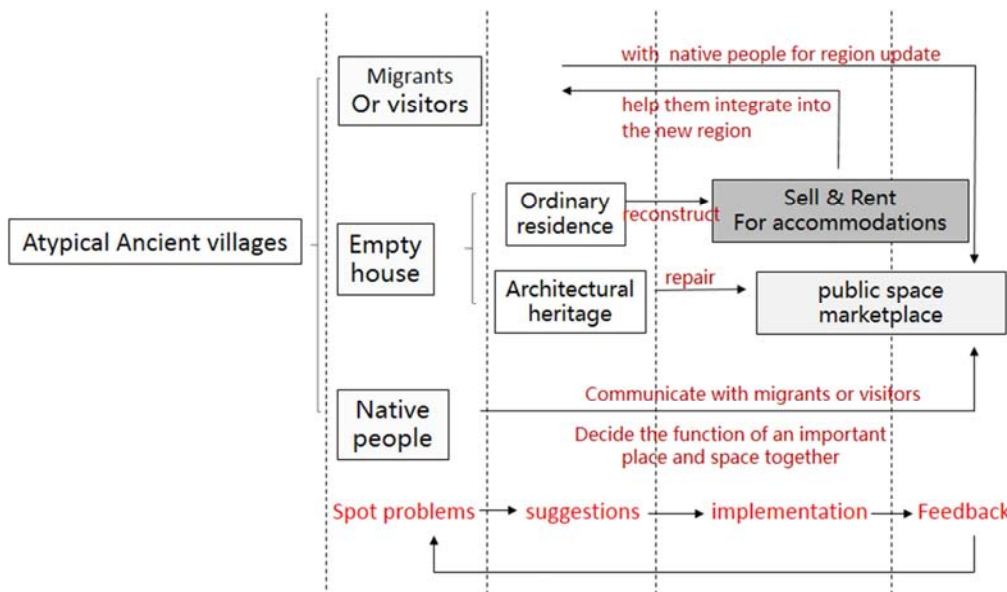 with native people for region update
Migrants
Or visitors
help them integrate into
the new region
Ordinary
residence
reconstruct
Sell & Rent
For accommodations
Atypical Ancient villages
Empty
house
Architectural
heritage
repair
public space
marketplace
Communicate with migrants or visitors
Native
people
Decide the function of an important
place and space together
Spot problems
suggestions
implementation
Feedback